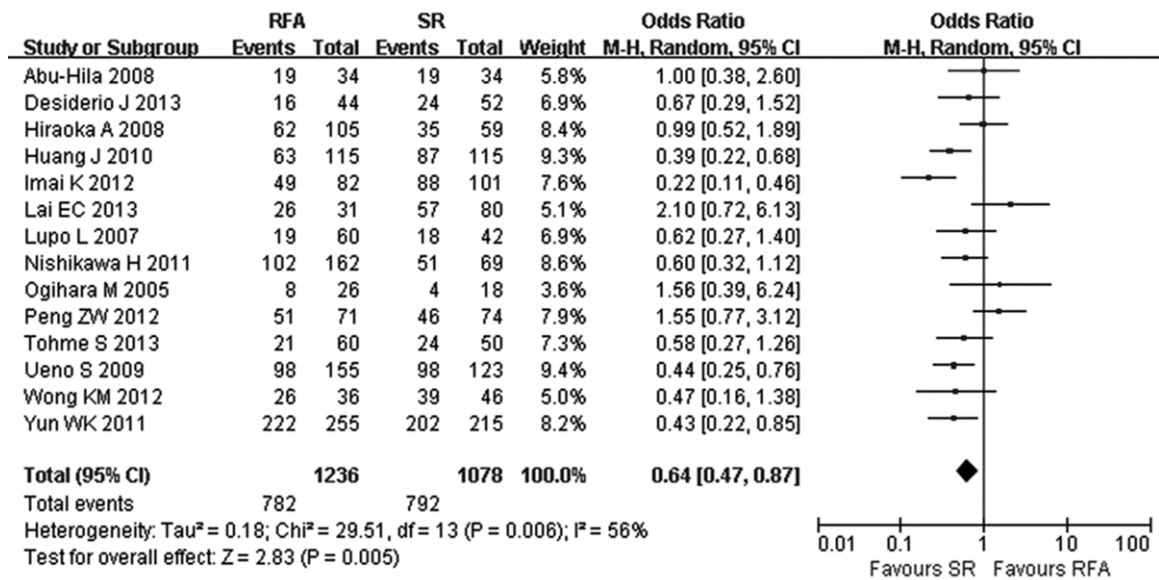 RFA SR Odds Ratio Odds Ratio
Study or Subgroup Events Total Events Total Weight M-H, Random, 95% CI M-H, Random, 95% CI
Abu-Hila 2008 19 34 19 34 5.8% 1.00 [0.38, 2.60]
Desiderio J 2013 16 44 24 52 6.9% 0.67 [0.29, 1.52]
Hiraoka A 2008 62 105 35 59 8.4% 0.99 [0.52, 1.89]
Huang J 2010 63 115 87 115 9.3% 0.39 [0.22, 0.68]
Imai K 2012 49 82 88 101 7.6% 0.22 [0.11, 0.46]
Lai EC 2013 26 31 57 80 5.1% 2.10 [0.72, 6.13]
Lupo L 2007 19 60 18 42 6.9% 0.62 [0.27, 1.40]
Nishikawa H 2011 102 162 51 69 8.6% 0.60 [0.32, 1.12]
Ogihara M 2005 8 26 4 18 3.6% 1.56 [0.39, 6.24]
Peng ZW 2012 51 71 46 74 7.9% 1.55 [0.77, 3.12]
Tohme S 2013 21 60 24 50 7.3% 0.58 [0.27, 1.26]
Ueno S 2009 98 155 98 123 9.4% 0.44 [0.25, 0.76]
Wong KM 2012 26 36 39 46 5.0% 0.47 [0.16, 1.38]
Yun WK 2011 222 255 202 215 8.2% 0.43 [0.22, 0.85]
Total (95% CI) 1236 1078 100.0% 0.64 [0.47, 0.87]
Total events 782 792
Heterogeneity: Tau² = 0.18; Chi² = 29.51, df = 13 (P = 0.006); I² = 56%
Test for overall effect: Z = 2.83 (P = 0.005)
0.01 0.1 1 10 100
Favours SR Favours RFA